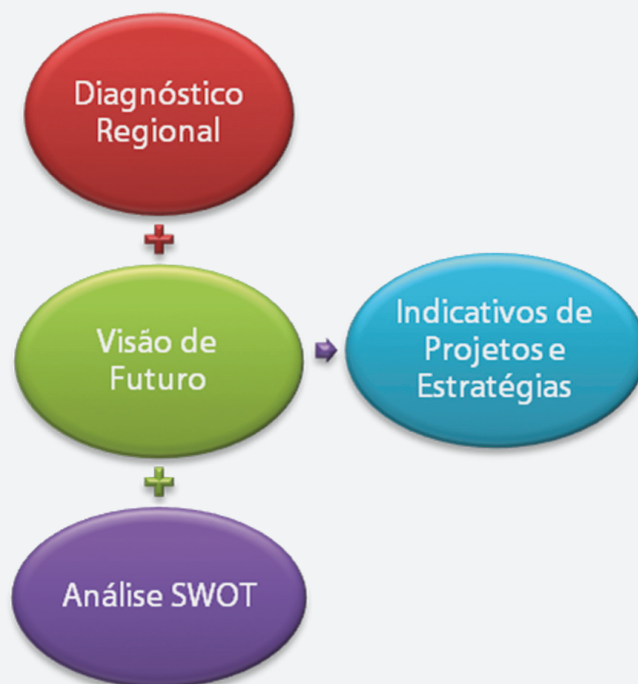 Diagnóstico
Regional
Visão de
Futuro
Indicativos de
Projetos e
Estratégias
Análise SWOT